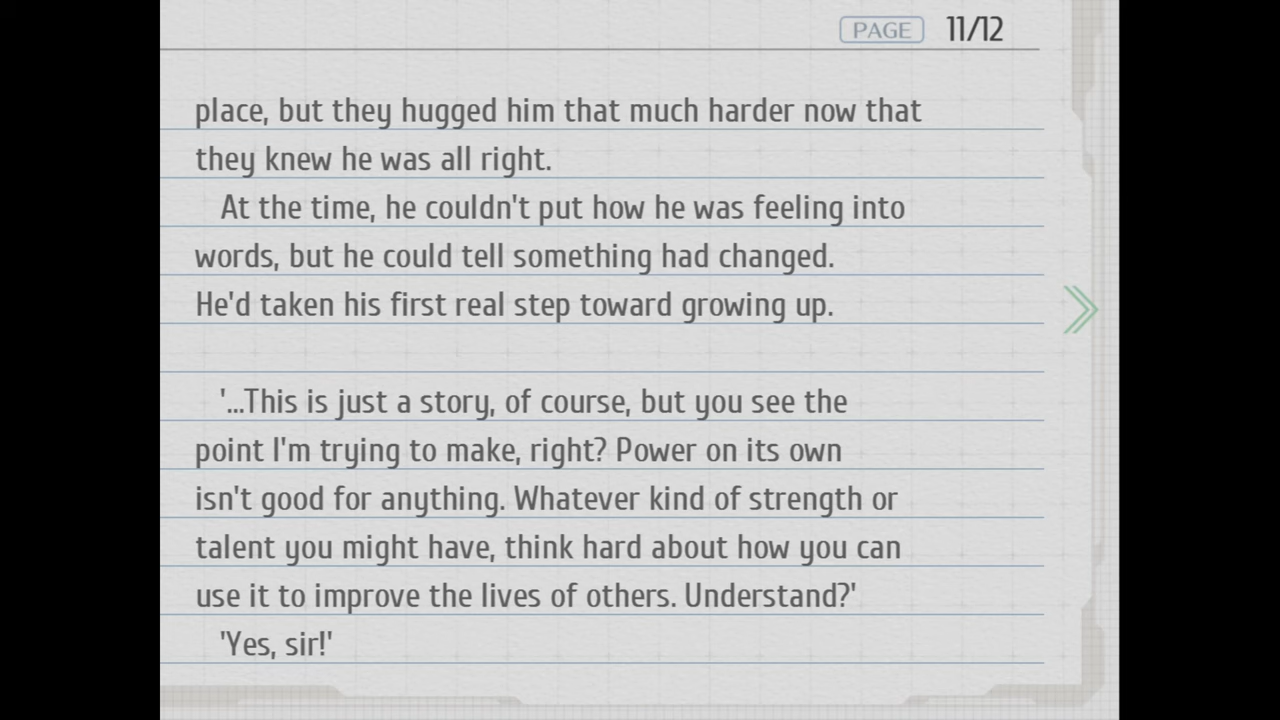 PAGE 11/12
place, but they hugged him that much harder now that
they knew he was all right.
At the time, he couldn't put how he was feeling into
words, but he could tell something had changed.
He'd taken his first real step toward growing up.
'...This is just a story, of course, but you see the
point I'm trying to make, right? Power on its own
isn't good for anything. Whatever kind of strength or
talent you might have, think hard about how you can
use it to improve the lives of others. Understand?'
'Yes, sir!'